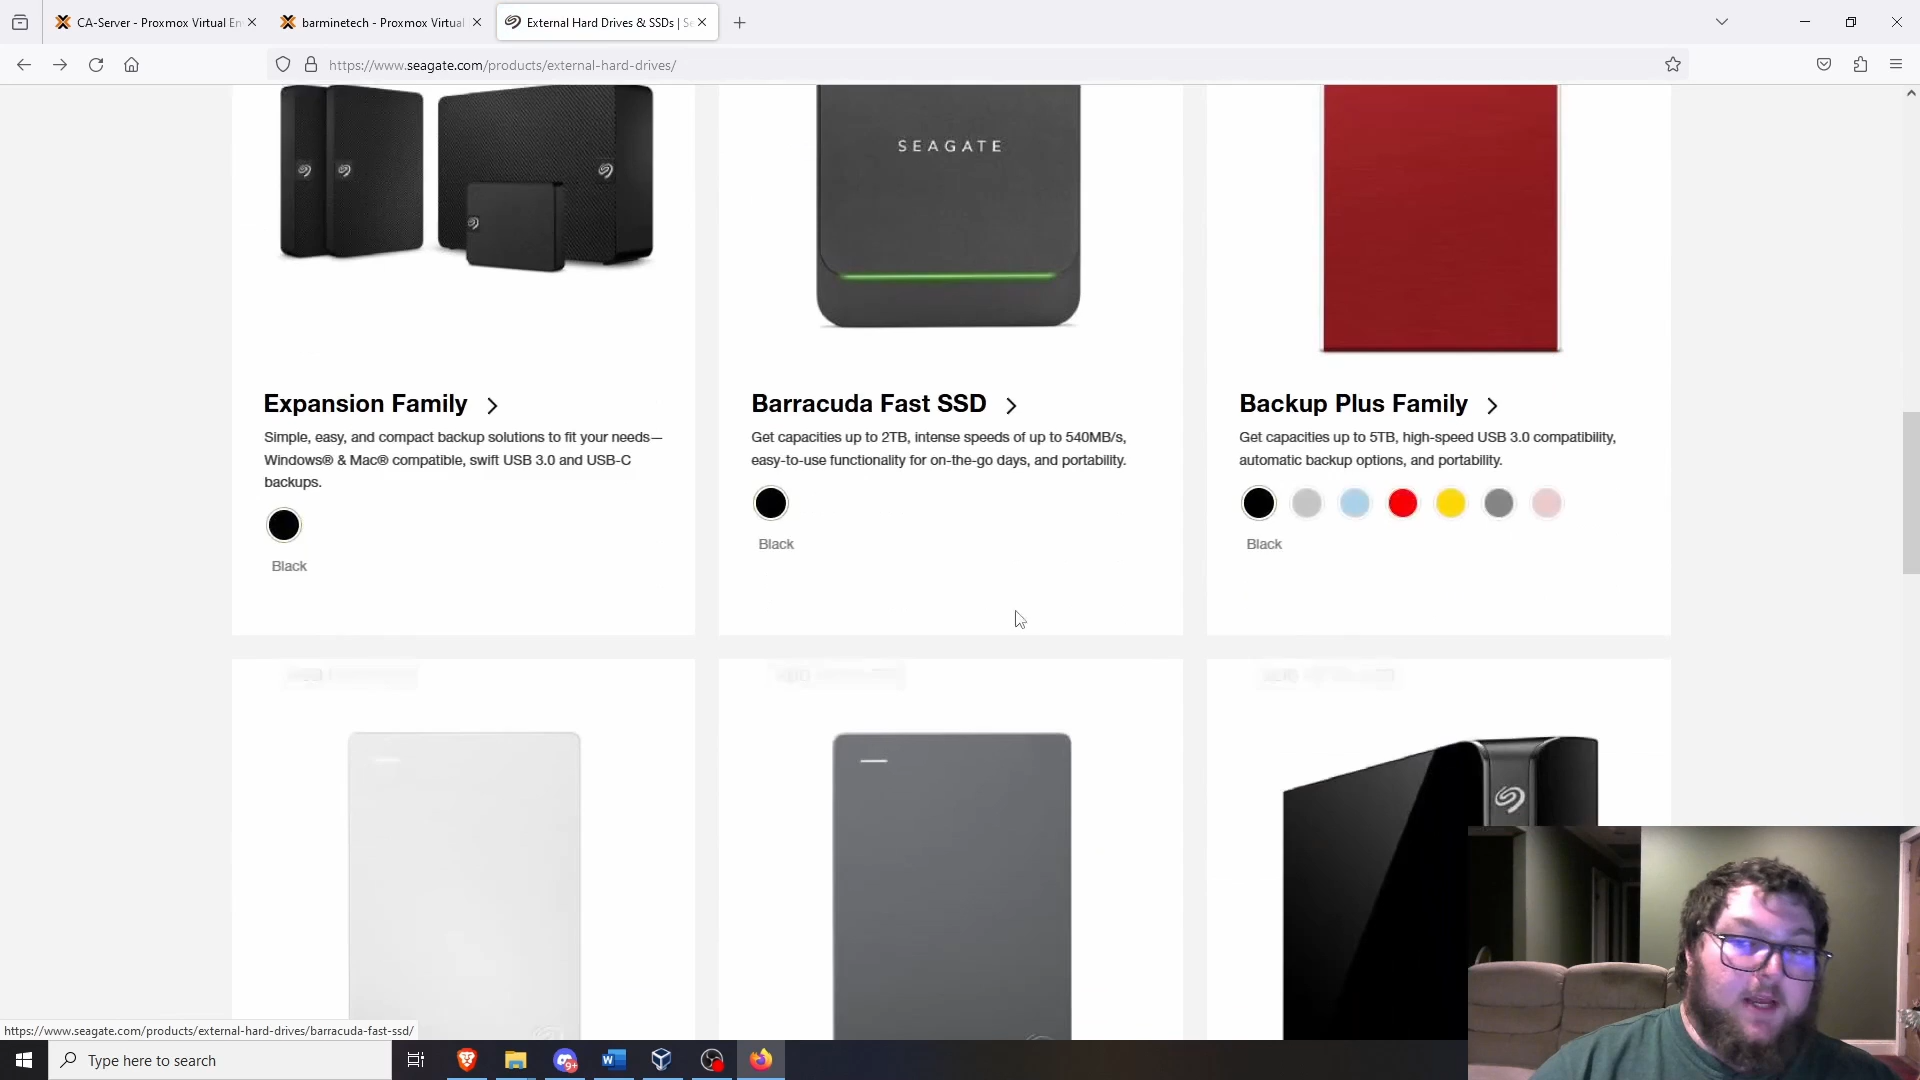 CA-Server - Proxmox Virtual En
barminetech - Proxmox Virtual
External Hard Drives & SSDs | Se
https://www.seagate.com/products/external-hard-drives/
SEAGATE
Expansion Family
Simple, easy, and compact backup solutions to fit your needs—
Windows® & Mac® compatible, swift USB 3.0 and USB-C
backups.
Black
Barracuda Fast SSD
Get capacities up to 2TB, intense speeds of up to 540MB/s,
easy-to-use functionality for on-the-go days, and portability.
Black
Backup Plus Family
Get capacities up to 5TB, high-speed USB 3.0 compatibility,
automatic backup options, and portability.
Black
https://www.seagate.com/products/external-hard-drives/barracuda-fast-ssd/
Type here to search
9+